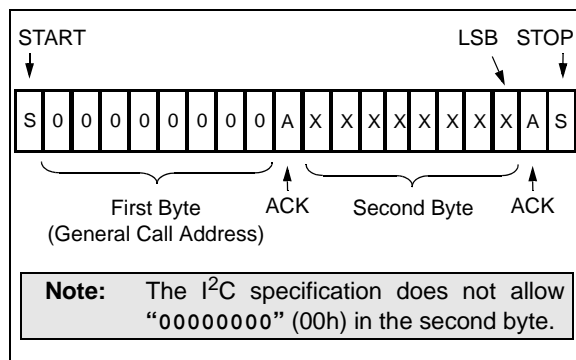 START LSB STOP
S 0 0 0 0 0 0 0 0 A X X X X X X X X A S
First Byte ACK Second Byte ACK
(General Call Address)
Note: The I2C specification does not allow
“00000000” (00h) in the second byte.